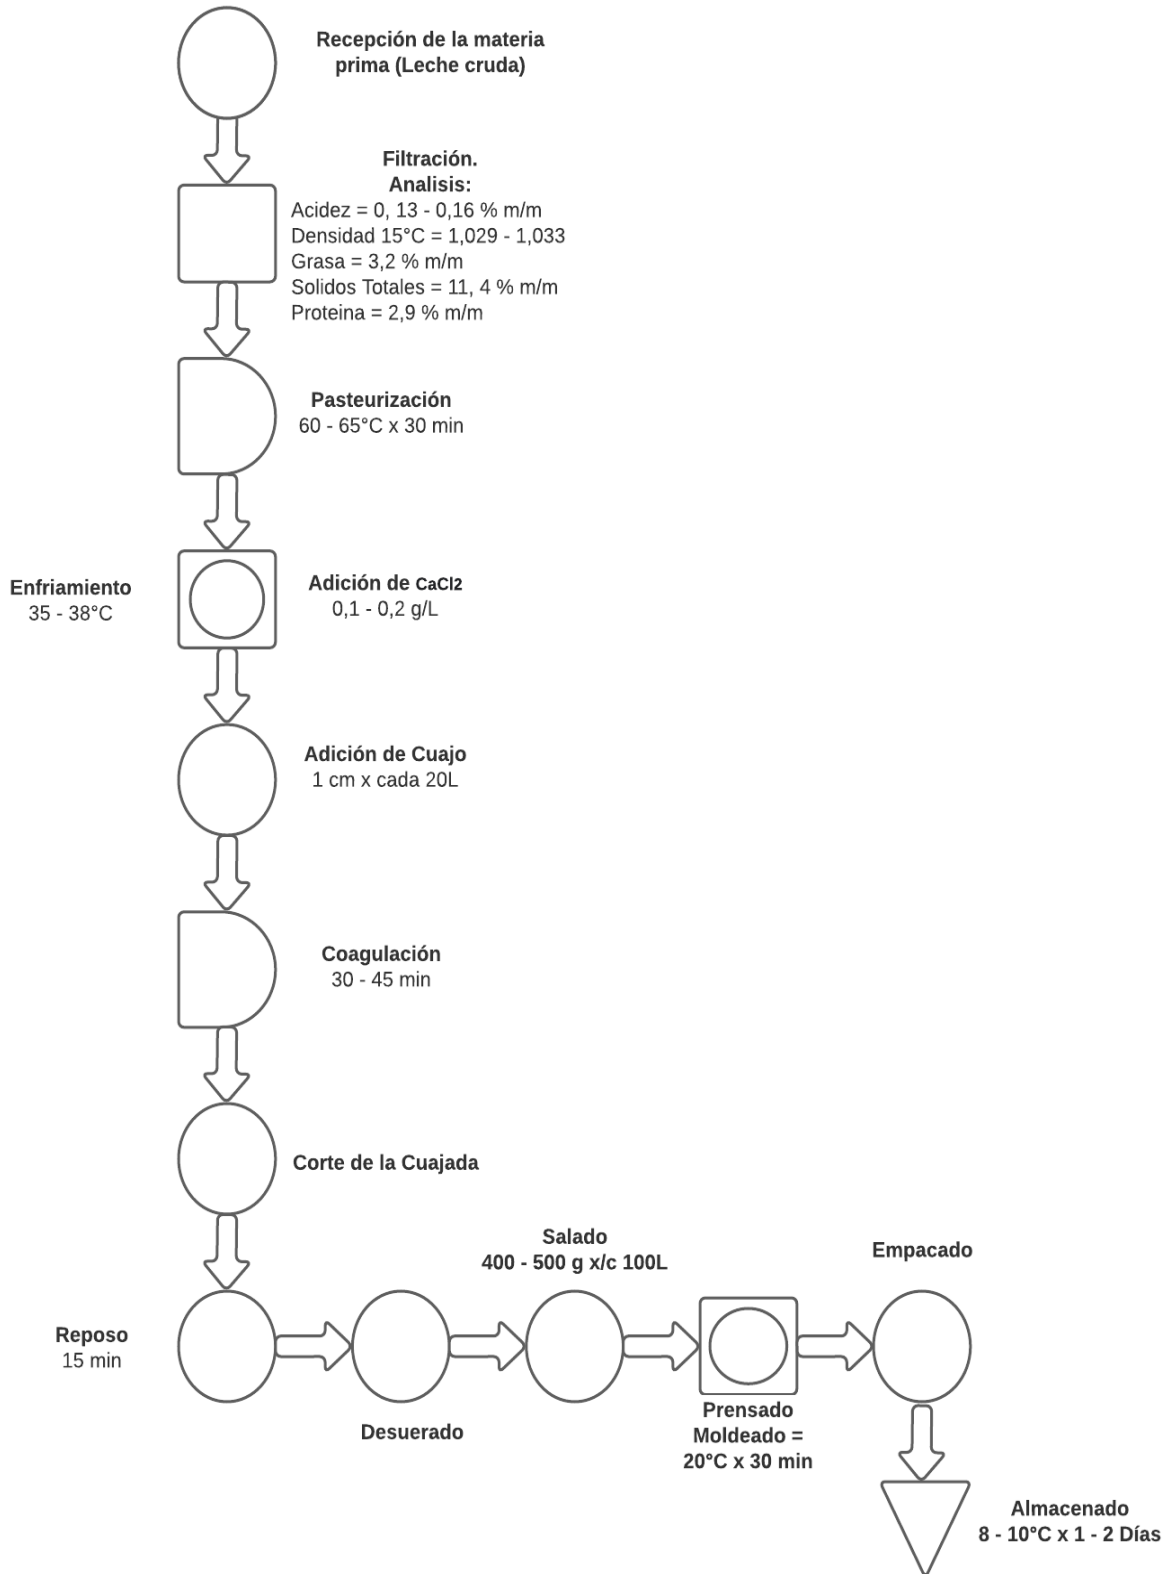 Recepción de la materia
prima (Leche cruda)
Filtración.
Analisis:
Acidez = 0, 13 - 0,16 % m/m
Densidad 15°C = 1,029 - 1,033
Grasa = 3,2 % m/m
Solidos Totales = 11, 4 % m/m
Proteina = 2,9 % m/m
Pasteurización
60 - 65°C x 30 min
Enfriamiento
35 - 38°C
Adición de CaCl2
0,1 - 0,2 g/L
Adición de Cuajo
1 cm x cada 20L
Coagulación
30 - 45 min
Corte de la Cuajada
Reposo
15 min
Desuerado
Salado
400 - 500 g x/c 100L
Prensado
Moldeado =
20°C x 30 min
Empacado
Almacenado
8 - 10°C x 1 - 2 Días